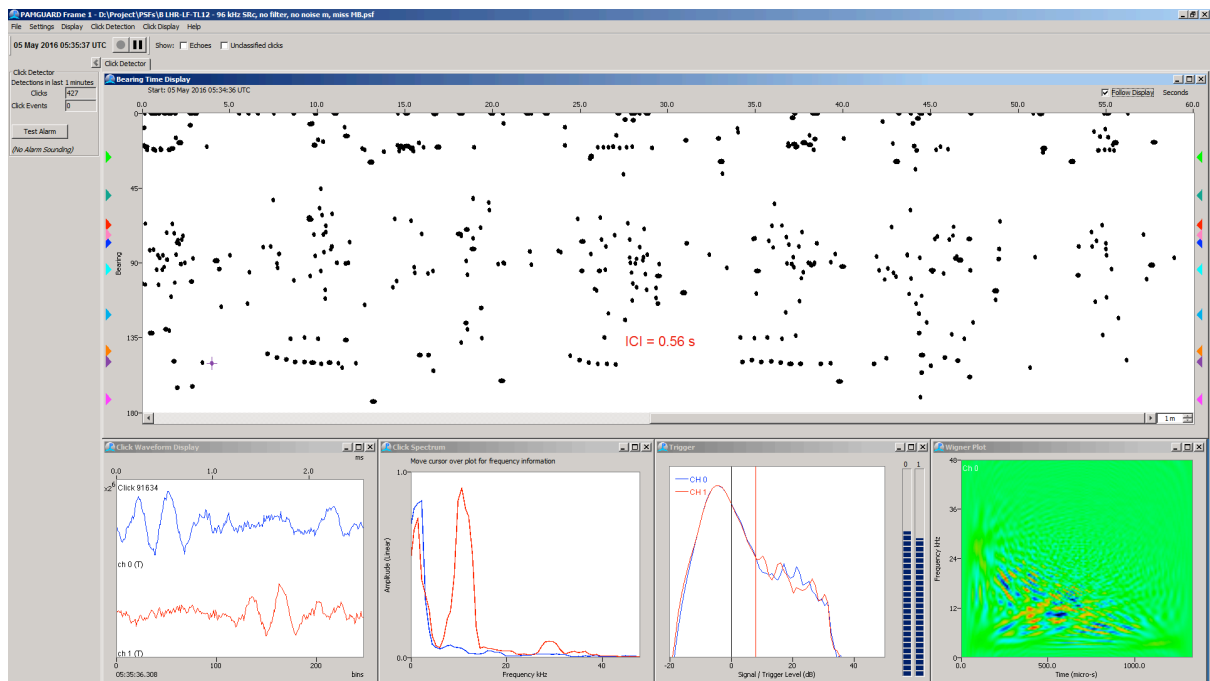 PAMGUARD Frame 1 - D:\Project\PSFs\B LHR-LF-TL12 - 96 kHz SRc, no filter, no noise m, miss MB.psf
File Settings Display Click Detection Click Display Help
05 May 2016 05:35:37 UTC Show: Echoes Unclassified clicks
Click Detector
Click Detector
Detections in last 1 minutes
Clicks 427
Click Events 0
Test Alarm
(No Alarm Sounding)
Bearing Time Display
Start: 05 May 2016 05:34:36 UTC
Follow Display Seconds
0.0 5.0 10.0 15.0 20.0 25.0 30.0 35.0 40.0 45.0 50.0 55.0 60.0
0
45
90
135
180
Bearing
ICI = 0.56 s
1 m
Click Waveform Display
ms
0.0 1.0 2.0
x2^6
Click 91634
ch 0 (T)
ch 1 (T)
0 100 200
05:35:36.308 bins
Click Spectrum
Move cursor over plot for frequency information
1.0
Amplitude (Linear)
0.0
0 20 40
Frequency kHz
Trigger
CH 0
CH 1
0 1
-20 0 20 40 60
Signal / Trigger Level (dB)
Wigner Plot
Ch 0
48
36
24
12
0
Frequency kHz
0.0 500.0 1000.0
Time (micro-s)